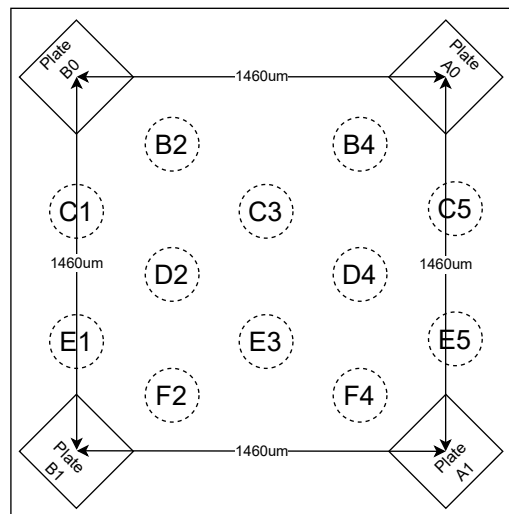 Plate
B0
1460um
Plate
A0
B2
B4
C1
C3
C5
1460um
1460um
D2
D4
E1
E3
E5
F2
F4
Plate
B1
1460um
Plate
A1